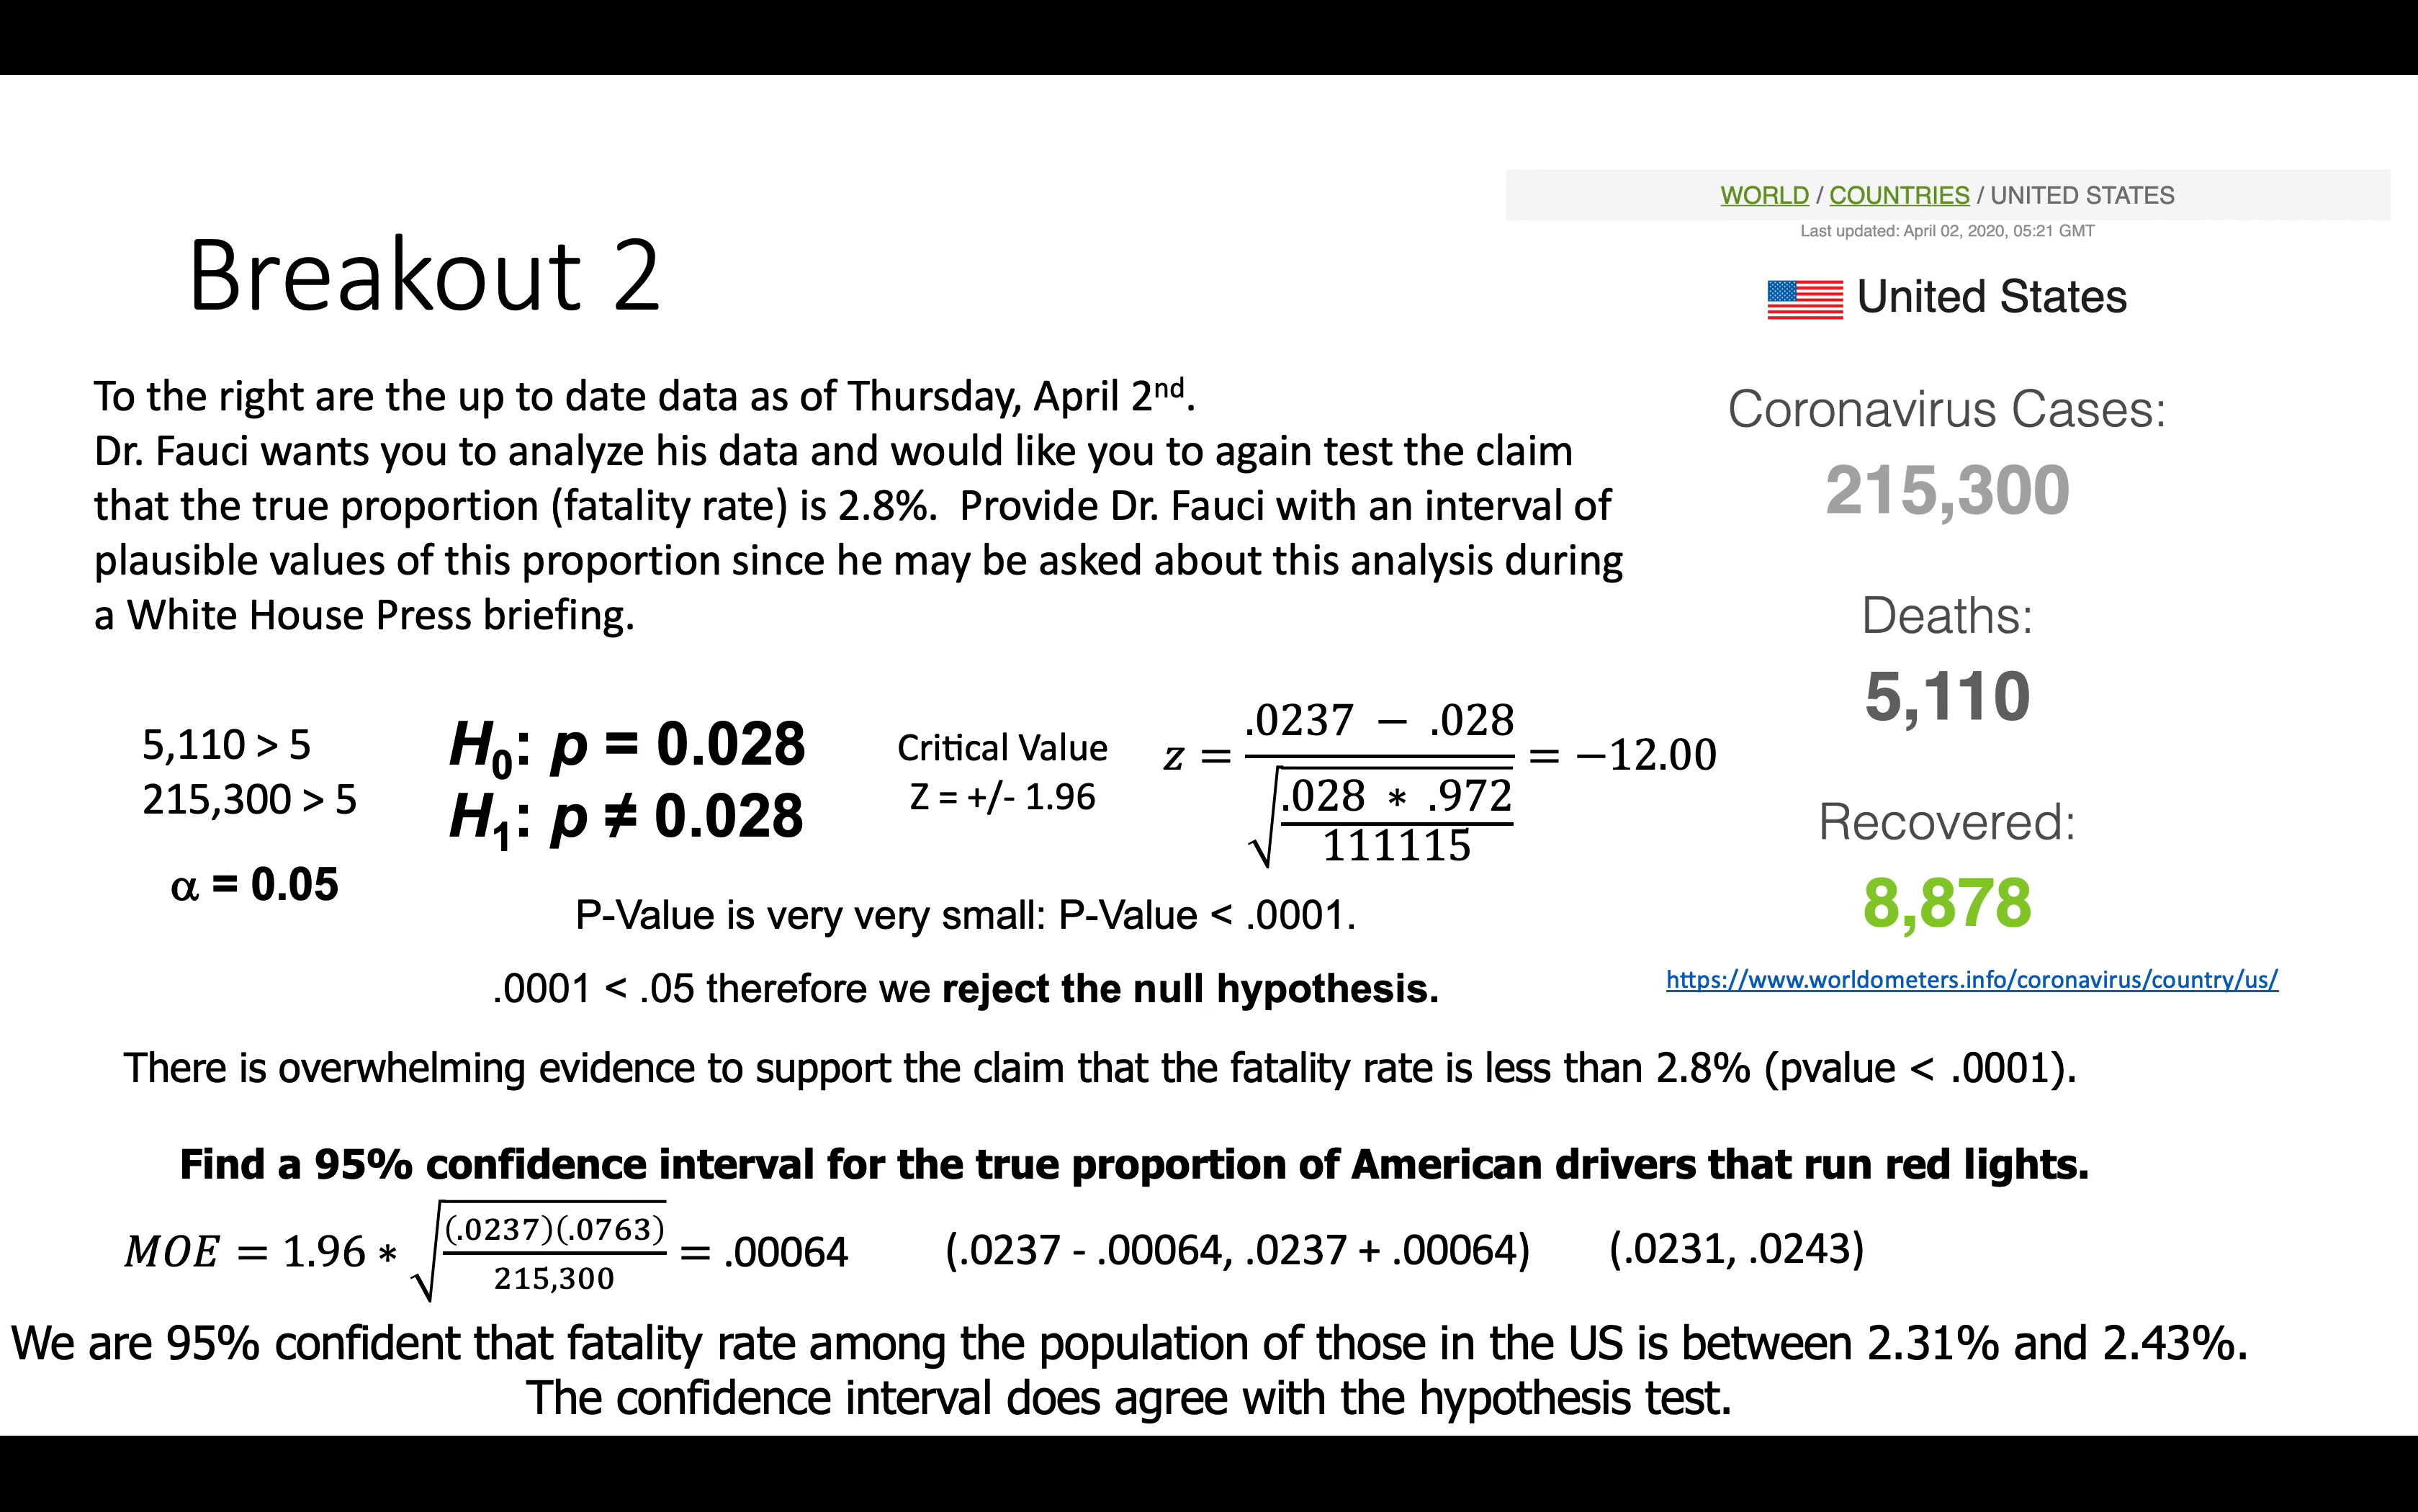 WORLD / COUNTRIES / UNITED STATES
Last updated: April 02, 2020, 05:21 GMT
United States
Coronavirus Cases:
215,300
Deaths:
5,110
Recovered:
8,878
https://www.worldometers.info/coronavirus/country/us/
Breakout 2
To the right are the up to date data as of Thursday, April 2nd.
Dr. Fauci wants you to analyze his data and would like you to again test the claim
that the true proportion (fatality rate) is 2.8%.  Provide Dr. Fauci with an interval of
plausible values of this proportion since he may be asked about this analysis during
a White House Press briefing.
5,110 > 5
215,300 > 5
α = 0.05
H₀: p = 0.028
H₁: p ≠ 0.028
Critical Value
Z = +/- 1.96
z = (.0237 − .028) / √(.028 * .972 / 111115) = −12.00
P-Value is very very small: P-Value < .0001.
.0001 < .05 therefore we reject the null hypothesis.
There is overwhelming evidence to support the claim that the fatality rate is less than 2.8% (pvalue < .0001).
Find a 95% confidence interval for the true proportion of American drivers that run red lights.
MOE = 1.96 * √((.0237)(.0763) / 215,300) = .00064 (.0237 - .00064, .0237 + .00064) (.0231, .0243)
We are 95% confident that fatality rate among the population of those in the US is between 2.31% and 2.43%.
The confidence interval does agree with the hypothesis test.